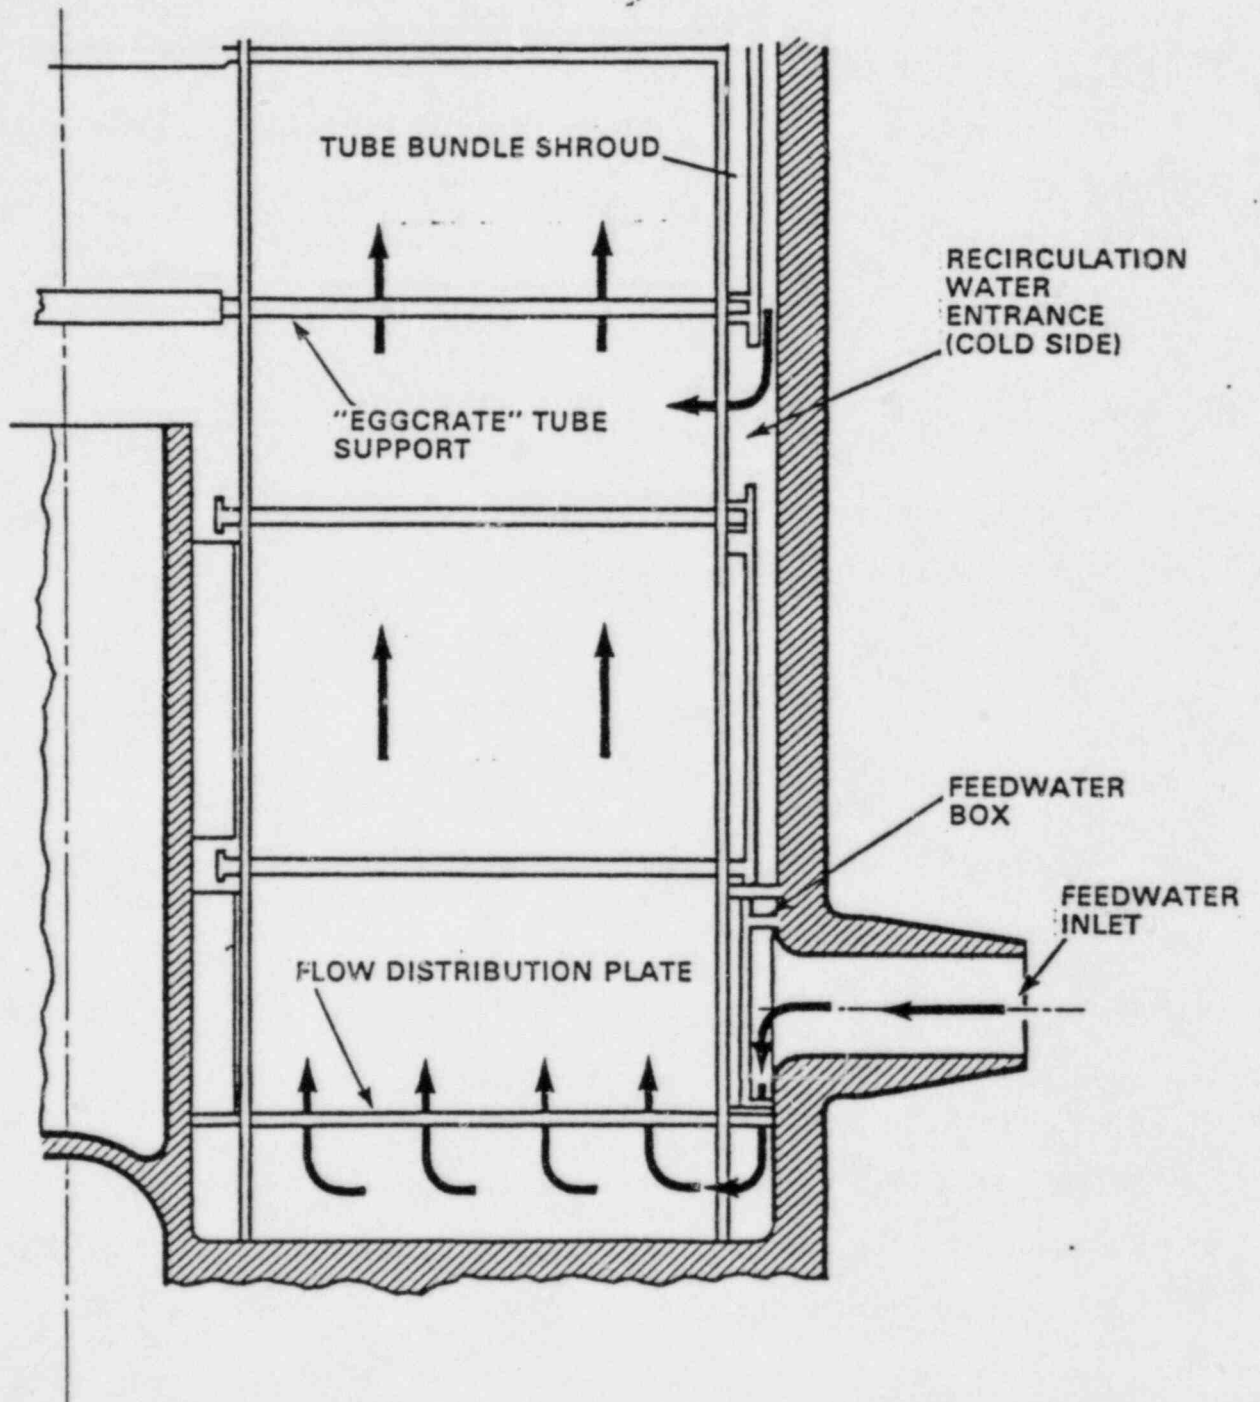 TUBE BUNDLE SHROUD
RECIRCULATION
WATER
ENTRANCE
(COLD SIDE)
"EGGCRATE" TUBE
SUPPORT
FEEDWATER
BOX
FEEDWATER
INLET
FLOW DISTRIBUTION PLATE